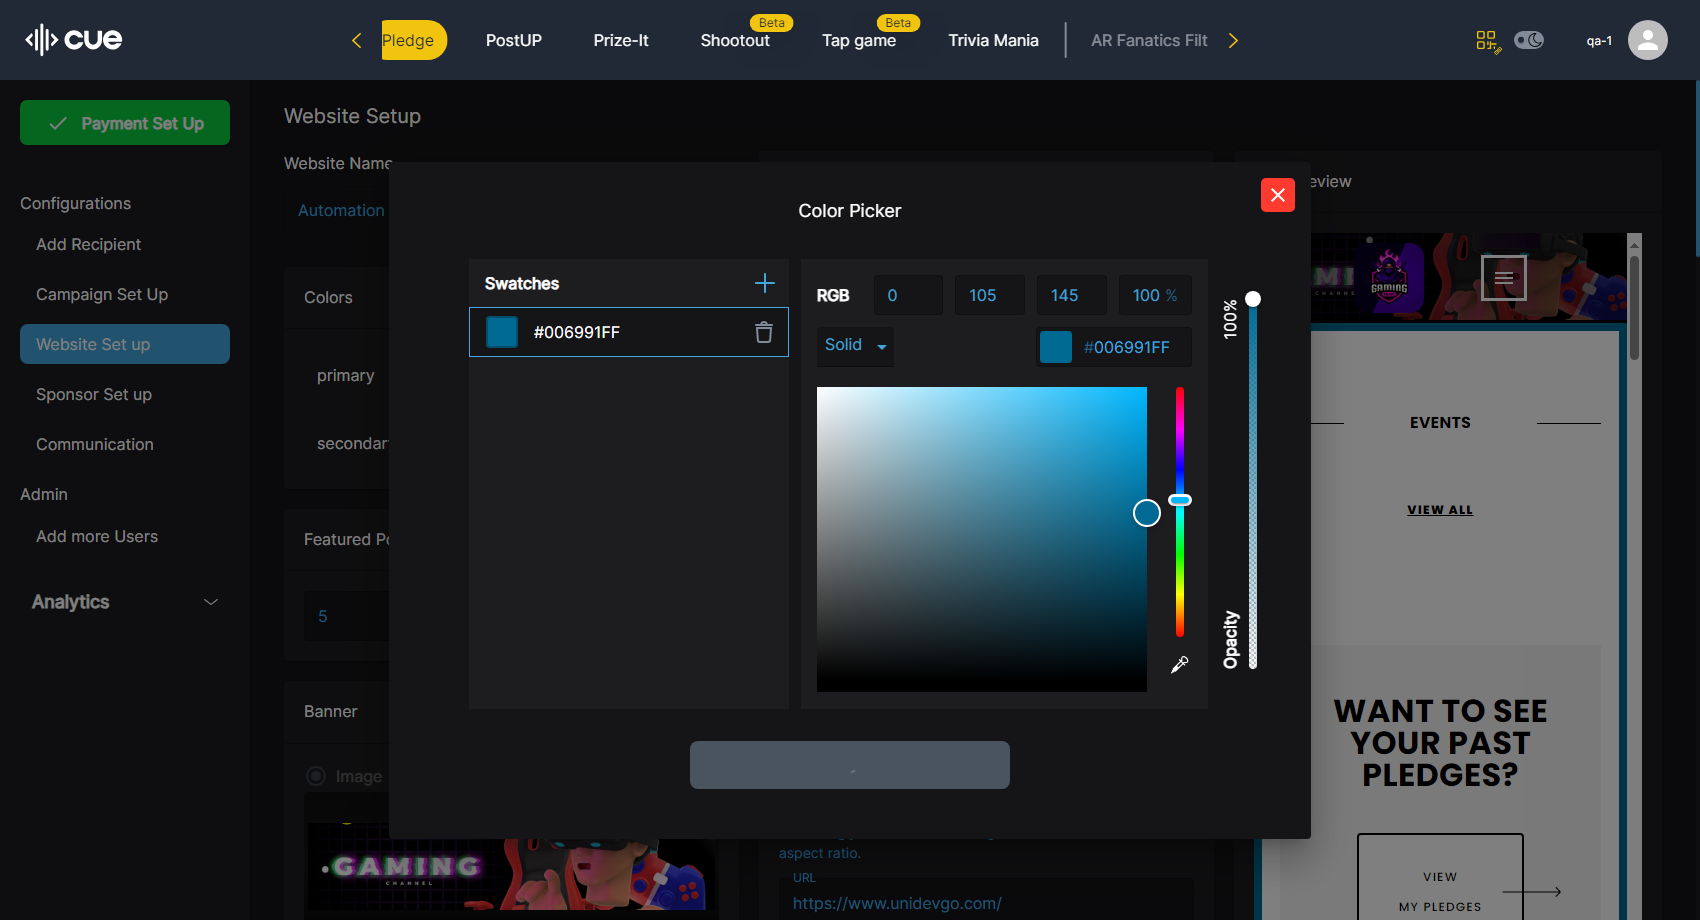 cue
Pledge
PostUP
Prize-It
Shootout
Beta
Tap game
Beta
Trivia Mania
AR Fanatics Filt
qa-1
Payment Set Up
Configurations
Add Recipient
Campaign Set Up
Website Set up
Sponsor Set up
Communication
Admin
Add more Users
Analytics
Website Setup
Website Name
Automation
Colors
primary
secondar
Featured Po
5
Banner
Image
GAMING
CHANNEL
Color Picker
Swatches
#006991FF
RGB
0
105
145
100 %
Solid
#006991FF
100%
Opacity
aspect ratio.
URL
https://www.unidevgo.com/
eview
GAMING
EVENTS
VIEW ALL
WANT TO SEE
YOUR PAST
PLEDGES?
VIEW
MY PLEDGES